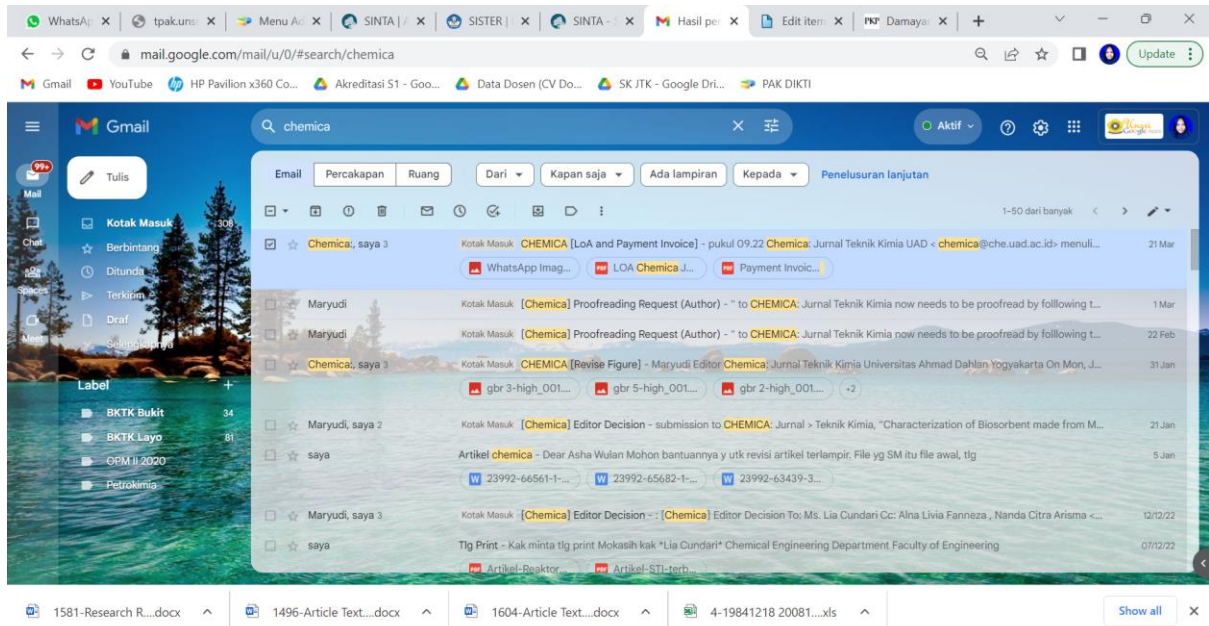 WhatsAp
tpak.uns
Menu Ad
SINTA | A
SISTER |
SINTA - S
Hasil per
Edit item
PKP Damayar
mail.google.com/mail/u/0/#search/chemica
Update
Gmail
YouTube
HP Pavilion x360 Co...
Akreditasi S1 - Goo...
Data Dosen (CV Do...
SK JTK - Google Dri...
PAK DIKTI
Gmail
chemica
Aktif
99+
Mail
Chat
Spaces
Meet
Tulis
Kotak Masuk 308
Berbintang
Ditunda
Terkirim
Draf
Selengkapnya
Label +
BKTK Bukit 34
BKTK Layo 81
OPM II 2020
Petrokimia
Email Percakapan Ruang Dari Kapan saja Ada lampiran Kepada Penelusuran lanjutan
1-50 dari banyak
Chemica:, saya 3 Kotak Masuk CHEMICA [LoA and Payment Invoice] - pukul 09.22 Chemica: Jurnal Teknik Kimia UAD < chemica@che.uad.ac.id> menuli... 21 Mar
WhatsApp Imag... PDF LOA Chemica J... PDF Payment Invoic...
Maryudi Kotak Masuk [Chemica] Proofreading Request (Author) - " to CHEMICA: Jurnal Teknik Kimia now needs to be proofread by folllowing t... 1 Mar
Maryudi Kotak Masuk [Chemica] Proofreading Request (Author) - " to CHEMICA: Jurnal Teknik Kimia now needs to be proofread by folllowing t... 22 Feb
Chemica:, saya 3 Kotak Masuk CHEMICA [Revise Figure] - Maryudi Editor Chemica: Jurnal Teknik Kimia Universitas Ahmad Dahlan Yogyakarta On Mon, J... 31 Jan
gbr 3-high_001.... gbr 5-high_001.... gbr 2-high_001.... +2
Maryudi, saya 2 Kotak Masuk [Chemica] Editor Decision - submission to CHEMICA: Jurnal > Teknik Kimia, "Characterization of Biosorbent made from M... 21 Jan
saya Artikel chemica - Dear Asha Wulan Mohon bantuannya y utk revisi artikel terlampir. File yg SM itu file awal, tlg 5 Jan
W 23992-66561-1-... W 23992-65682-1-... W 23992-63439-3...
Maryudi, saya 3 Kotak Masuk [Chemica] Editor Decision - : [Chemica] Editor Decision To: Ms. Lia Cundari Cc: Alna Livia Fanneza , Nanda Citra Arisma <... 12/12/22
saya Tlg Print - Kak minta tlg print Mokasih kak *Lia Cundari* Chemical Engineering Department Faculty of Engineering 07/12/22
PDF Artikel-Reaktor... PDF Artikel-STI-terb...
1581-Research R....docx
1496-Article Text....docx
1604-Article Text....docx
4-19841218 20081....xls
Show all